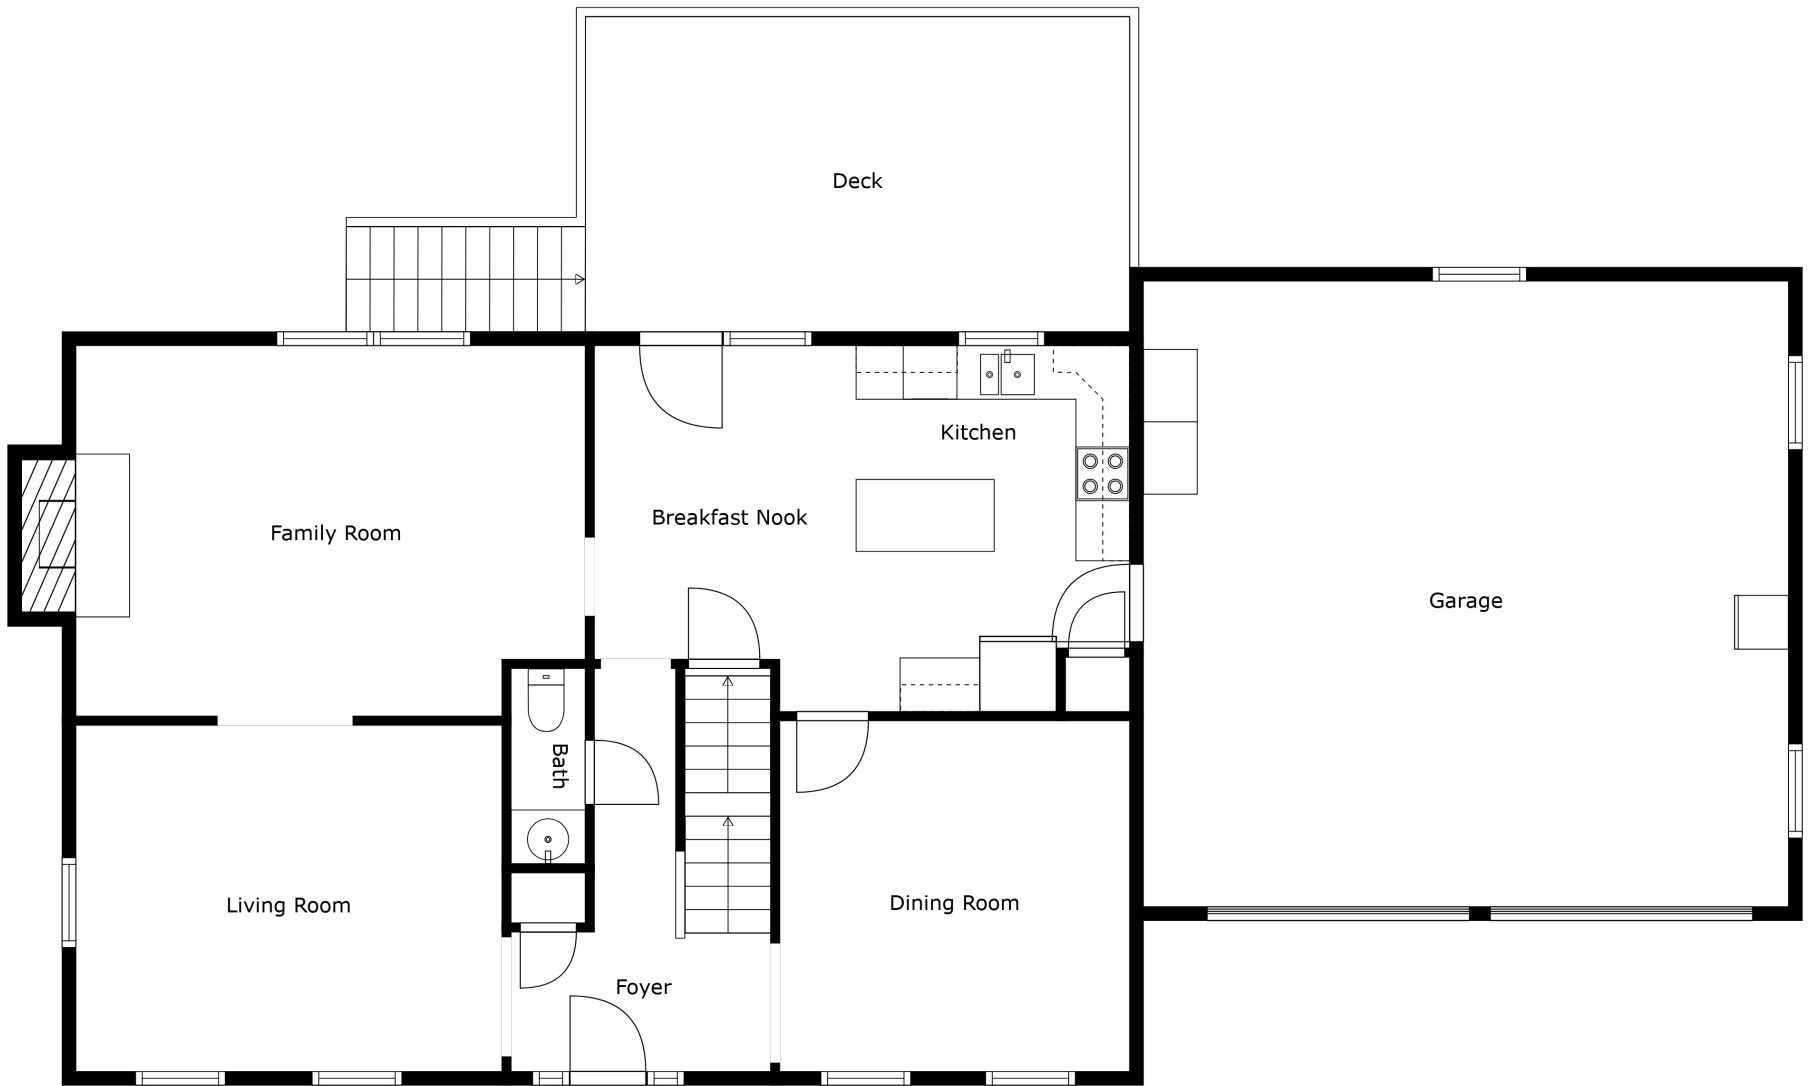 Deck
Kitchen
Breakfast Nook
Family Room
Garage
Bath
Living Room
Dining Room
Foyer